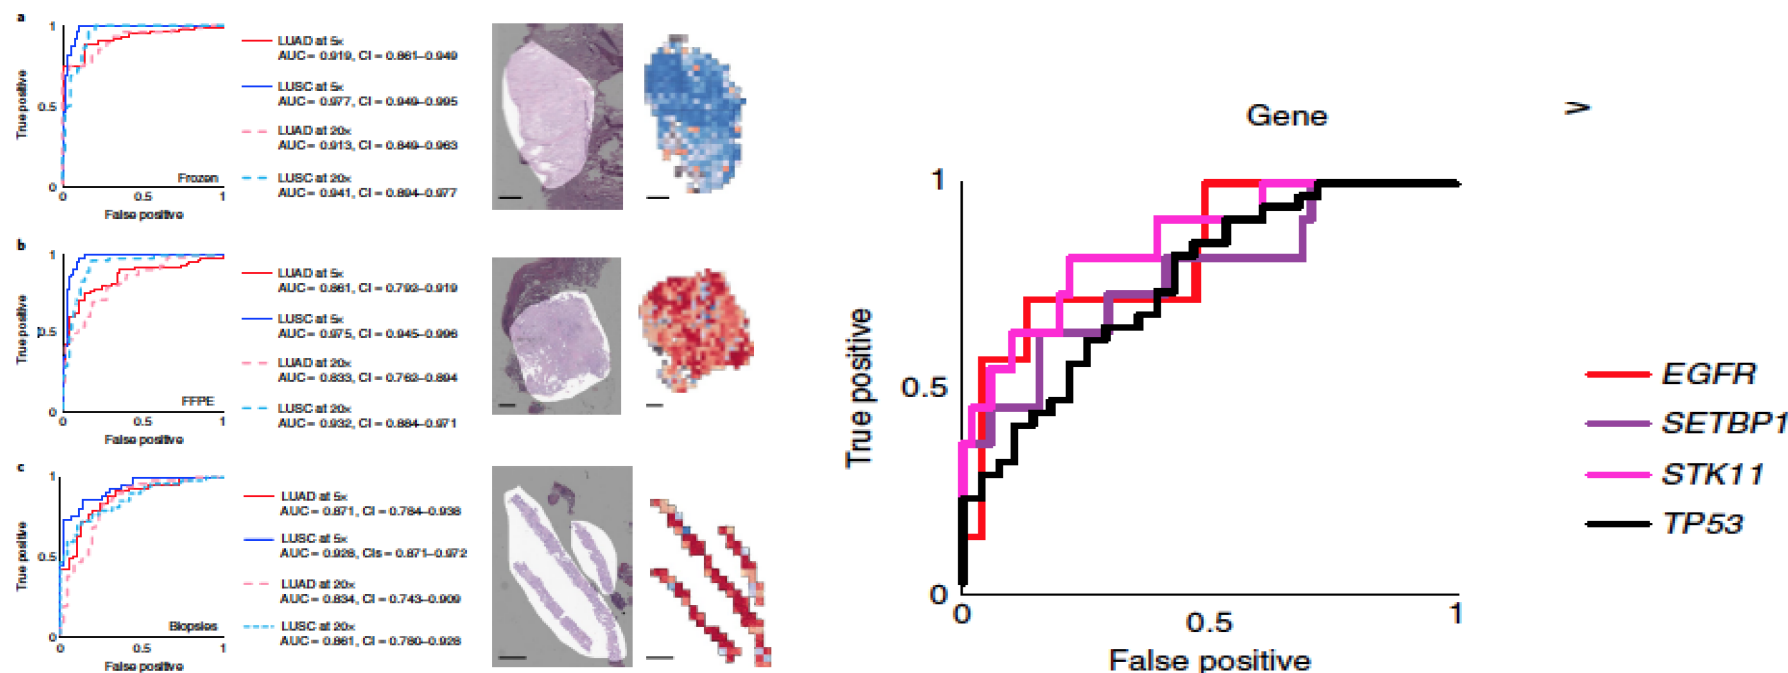 a
1
0.5
0
0
0.5
1
True positive
False positive
Frozen
LUAD at 5×
AUC = 0.919, CI = 0.861–0.949
LUSC at 5×
AUC = 0.977, CI = 0.949–0.995
LUAD at 20×
AUC = 0.913, CI = 0.849–0.963
LUSC at 20×
AUC = 0.941, CI = 0.894–0.977
b
1
0.5
0
0
0.5
1
True positive
False positive
FFPE
LUAD at 5×
AUC = 0.861, CI = 0.792–0.919
LUSC at 5×
AUC = 0.975, CI = 0.945–0.996
LUAD at 20×
AUC = 0.833, CI = 0.762–0.894
LUSC at 20×
AUC = 0.932, CI = 0.884–0.971
c
1
0.5
0
0
0.5
1
True positive
False positive
Biopsies
LUAD at 5×
AUC = 0.871, CI = 0.784–0.938
LUSC at 5×
AUC = 0.928, CIs = 0.871–0.972
LUAD at 20×
AUC = 0.834, CI = 0.743–0.909
LUSC at 20×
AUC = 0.861, CI = 0.780–0.928
Gene
1
0.5
0
0
0.5
1
True positive
False positive
EGFR
SETBP1
STK11
TP53